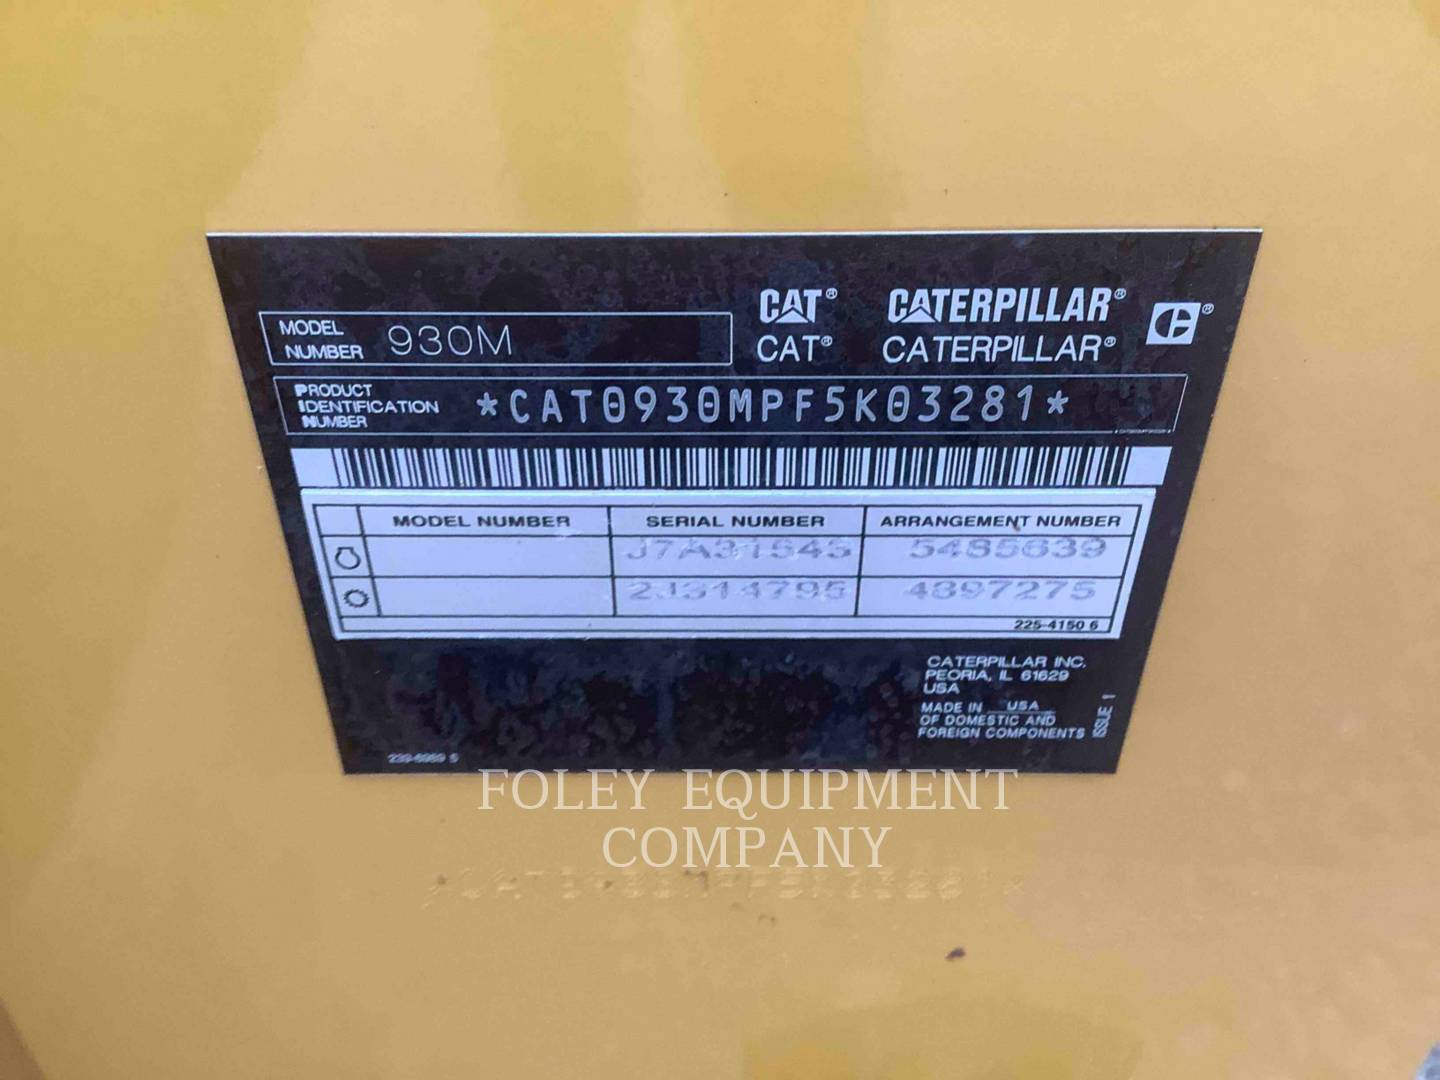 CAT® CATERPILLAR® ®
MODEL NUMBER 930M
CAT® CATERPILLAR®
PRODUCT IDENTIFICATION NUMBER *CAT0930MPF5K03281*
MODEL NUMBER SERIAL NUMBER ARRANGEMENT NUMBER
5485639
2J314795 4897275
225-4150 6
CATERPILLAR INC.
PEORIA, IL 61629
USA
MADE IN USA
OF DOMESTIC AND
FOREIGN COMPONENTS
ISSUE 1
FOLEY EQUIPMENT
COMPANY